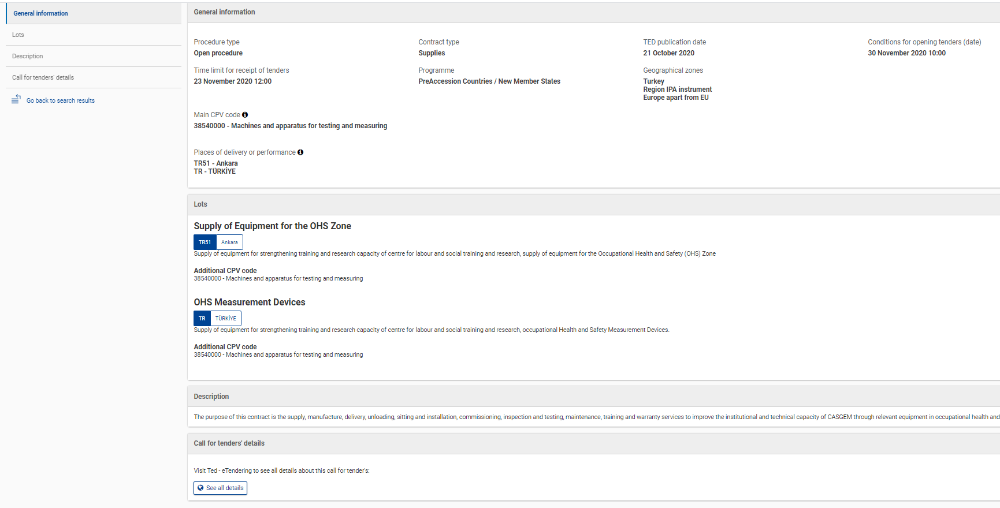 General information
Lots
Description
Call for tenders' details
Go back to search results
General information
Procedure type
Open procedure
Contract type
Supplies
TED publication date
21 October 2020
Conditions for opening tenders (date)
30 November 2020 10:00
Time limit for receipt of tenders
23 November 2020 12:00
Programme
PreAccession Countries / New Member States
Geographical zones
Turkey
Region IPA instrument
Europe apart from EU
Main CPV code
38540000 - Machines and apparatus for testing and measuring
Places of delivery or performance
TR51 - Ankara
TR - TÜRKİYE
Lots
Supply of Equipment for the OHS Zone
TR51 Ankara
Supply of equipment for strengthening training and research capacity of centre for labour and social training and research, supply of equipment for the Occupational Health and Safety (OHS) Zone
Additional CPV code
38540000 - Machines and apparatus for testing and measuring
OHS Measurement Devices
TR TÜRKİYE
Supply of equipment for strengthening training and research capacity of centre for labour and social training and research, occupational Health and Safety Measurement Devices.
Additional CPV code
38540000 - Machines and apparatus for testing and measuring
Description
The purpose of this contract is the supply, manufacture, delivery, unloading, sitting and installation, commissioning, inspection and testing, maintenance, training and warranty services to improve the institutional and technical capacity of CASGEM through relevant equipment in occupational health and
Call for tenders' details
Visit Ted - eTendering to see all details about this call for tender's:
See all details